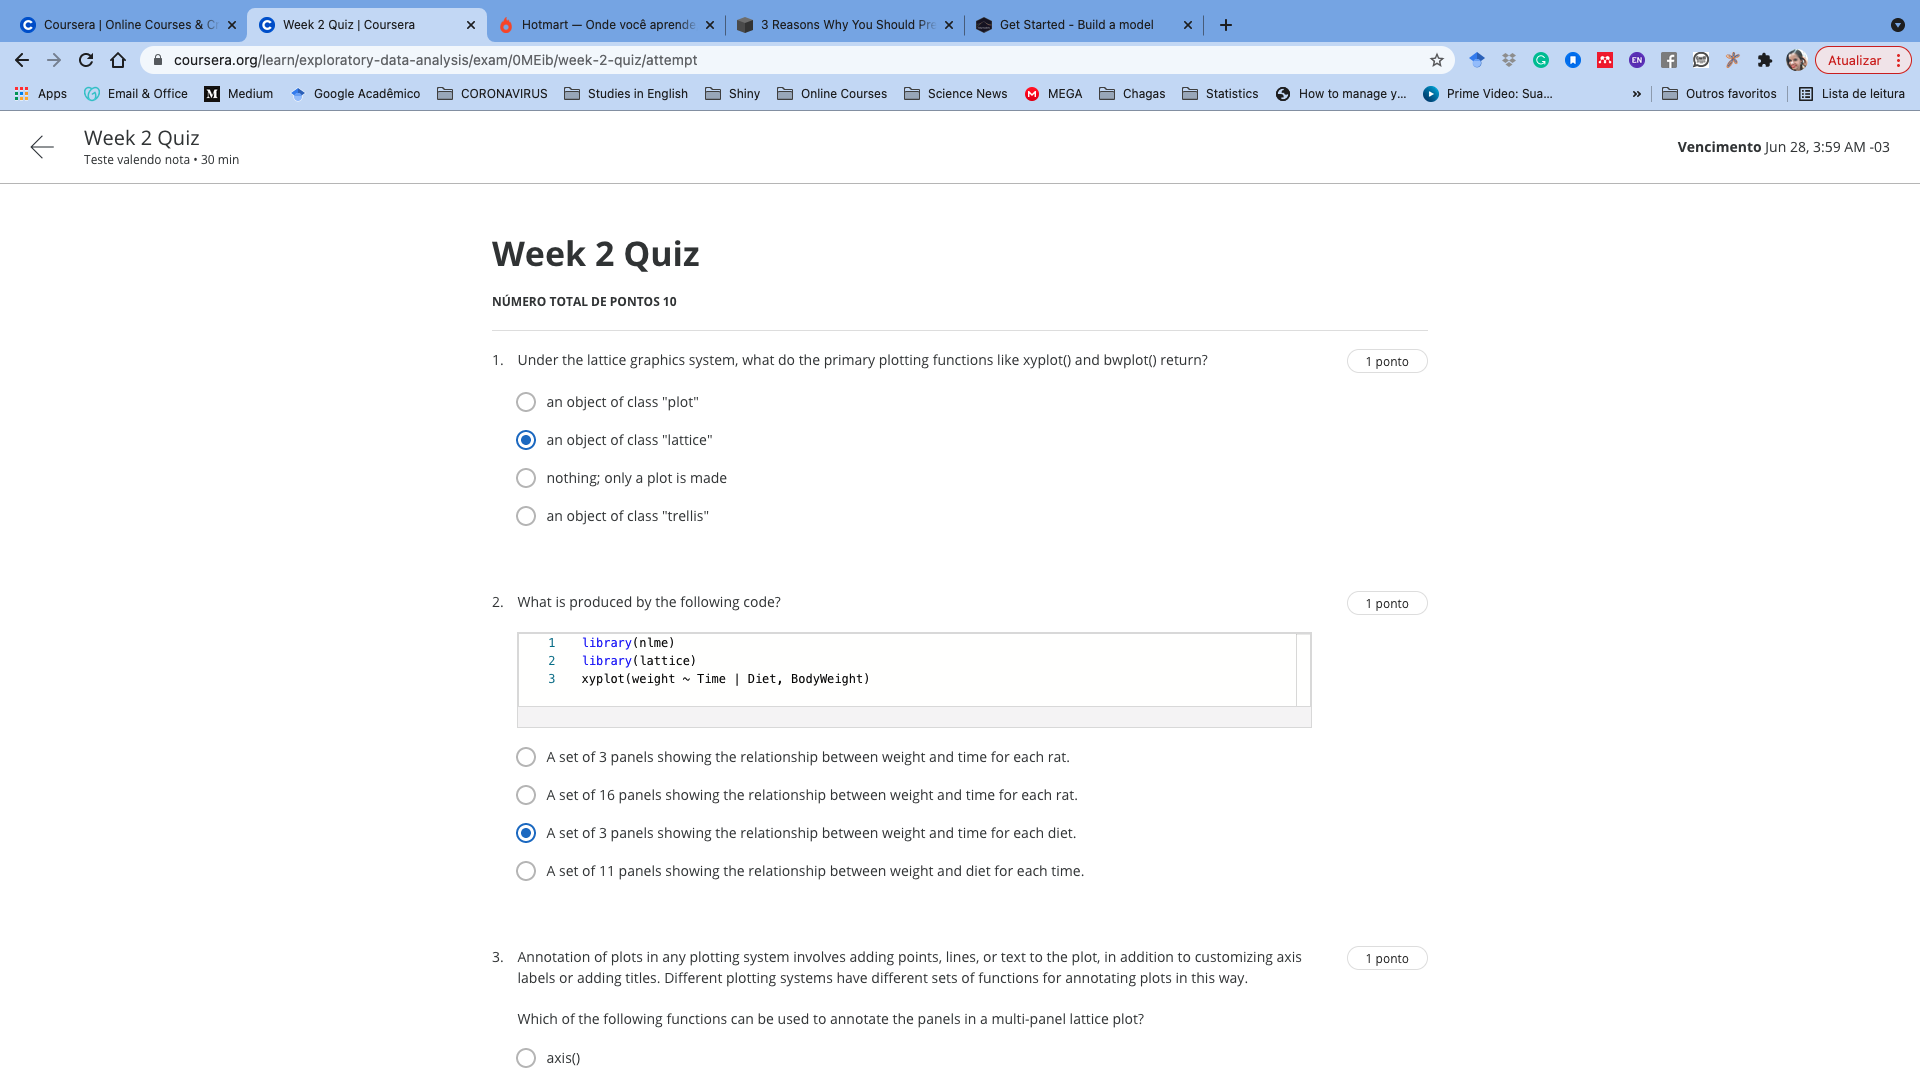 Coursera | Online Courses & C
Week 2 Quiz | Coursera
Hotmart — Onde você aprende
3 Reasons Why You Should Pre
Get Started - Build a model
coursera.org/learn/exploratory-data-analysis/exam/0MEib/week-2-quiz/attempt
EN
Atualizar
Apps
Email & Office
Medium
Google Acadêmico
CORONAVIRUS
Studies in English
Shiny
Online Courses
Science News
MEGA
Chagas
Statistics
How to manage y...
Prime Video: Sua...
»
Outros favoritos
Lista de leitura
Week 2 Quiz
Teste valendo nota • 30 min
Vencimento Jun 28, 3:59 AM -03
Week 2 Quiz
NÚMERO TOTAL DE PONTOS 10
1. Under the lattice graphics system, what do the primary plotting functions like xyplot() and bwplot() return?
1 ponto
an object of class "plot"
an object of class "lattice"
nothing; only a plot is made
an object of class "trellis"
2. What is produced by the following code?
1 ponto
1 library(nlme)
2 library(lattice)
3 xyplot(weight ~ Time | Diet, BodyWeight)
A set of 3 panels showing the relationship between weight and time for each rat.
A set of 16 panels showing the relationship between weight and time for each rat.
A set of 3 panels showing the relationship between weight and time for each diet.
A set of 11 panels showing the relationship between weight and diet for each time.
3. Annotation of plots in any plotting system involves adding points, lines, or text to the plot, in addition to customizing axis
1 ponto
labels or adding titles. Different plotting systems have different sets of functions for annotating plots in this way.
Which of the following functions can be used to annotate the panels in a multi-panel lattice plot?
axis()